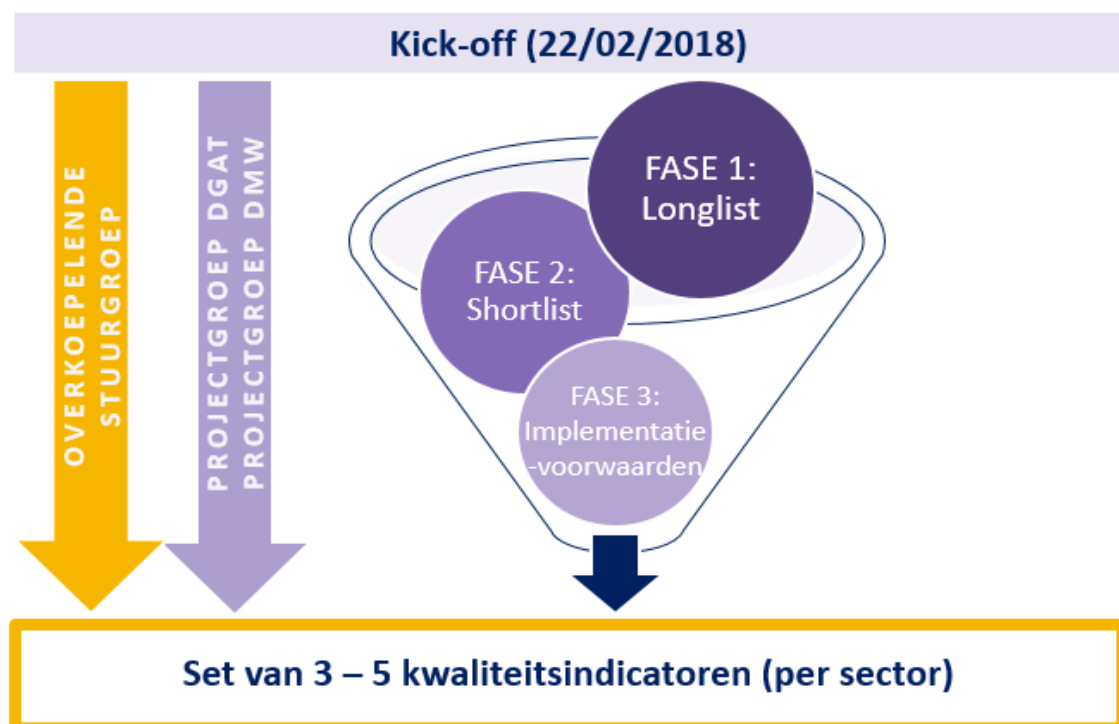 Kick-off (22/02/2018)
OVERKOEPELENDE
STUURGROEP
PROJECTGROEP DGAT
PROJECTGROEP DMW
FASE 1:
Longlist
FASE 2:
Shortlist
FASE 3:
Implementatie
-voorwaarden
Set van 3 – 5 kwaliteitsindicatoren (per sector)